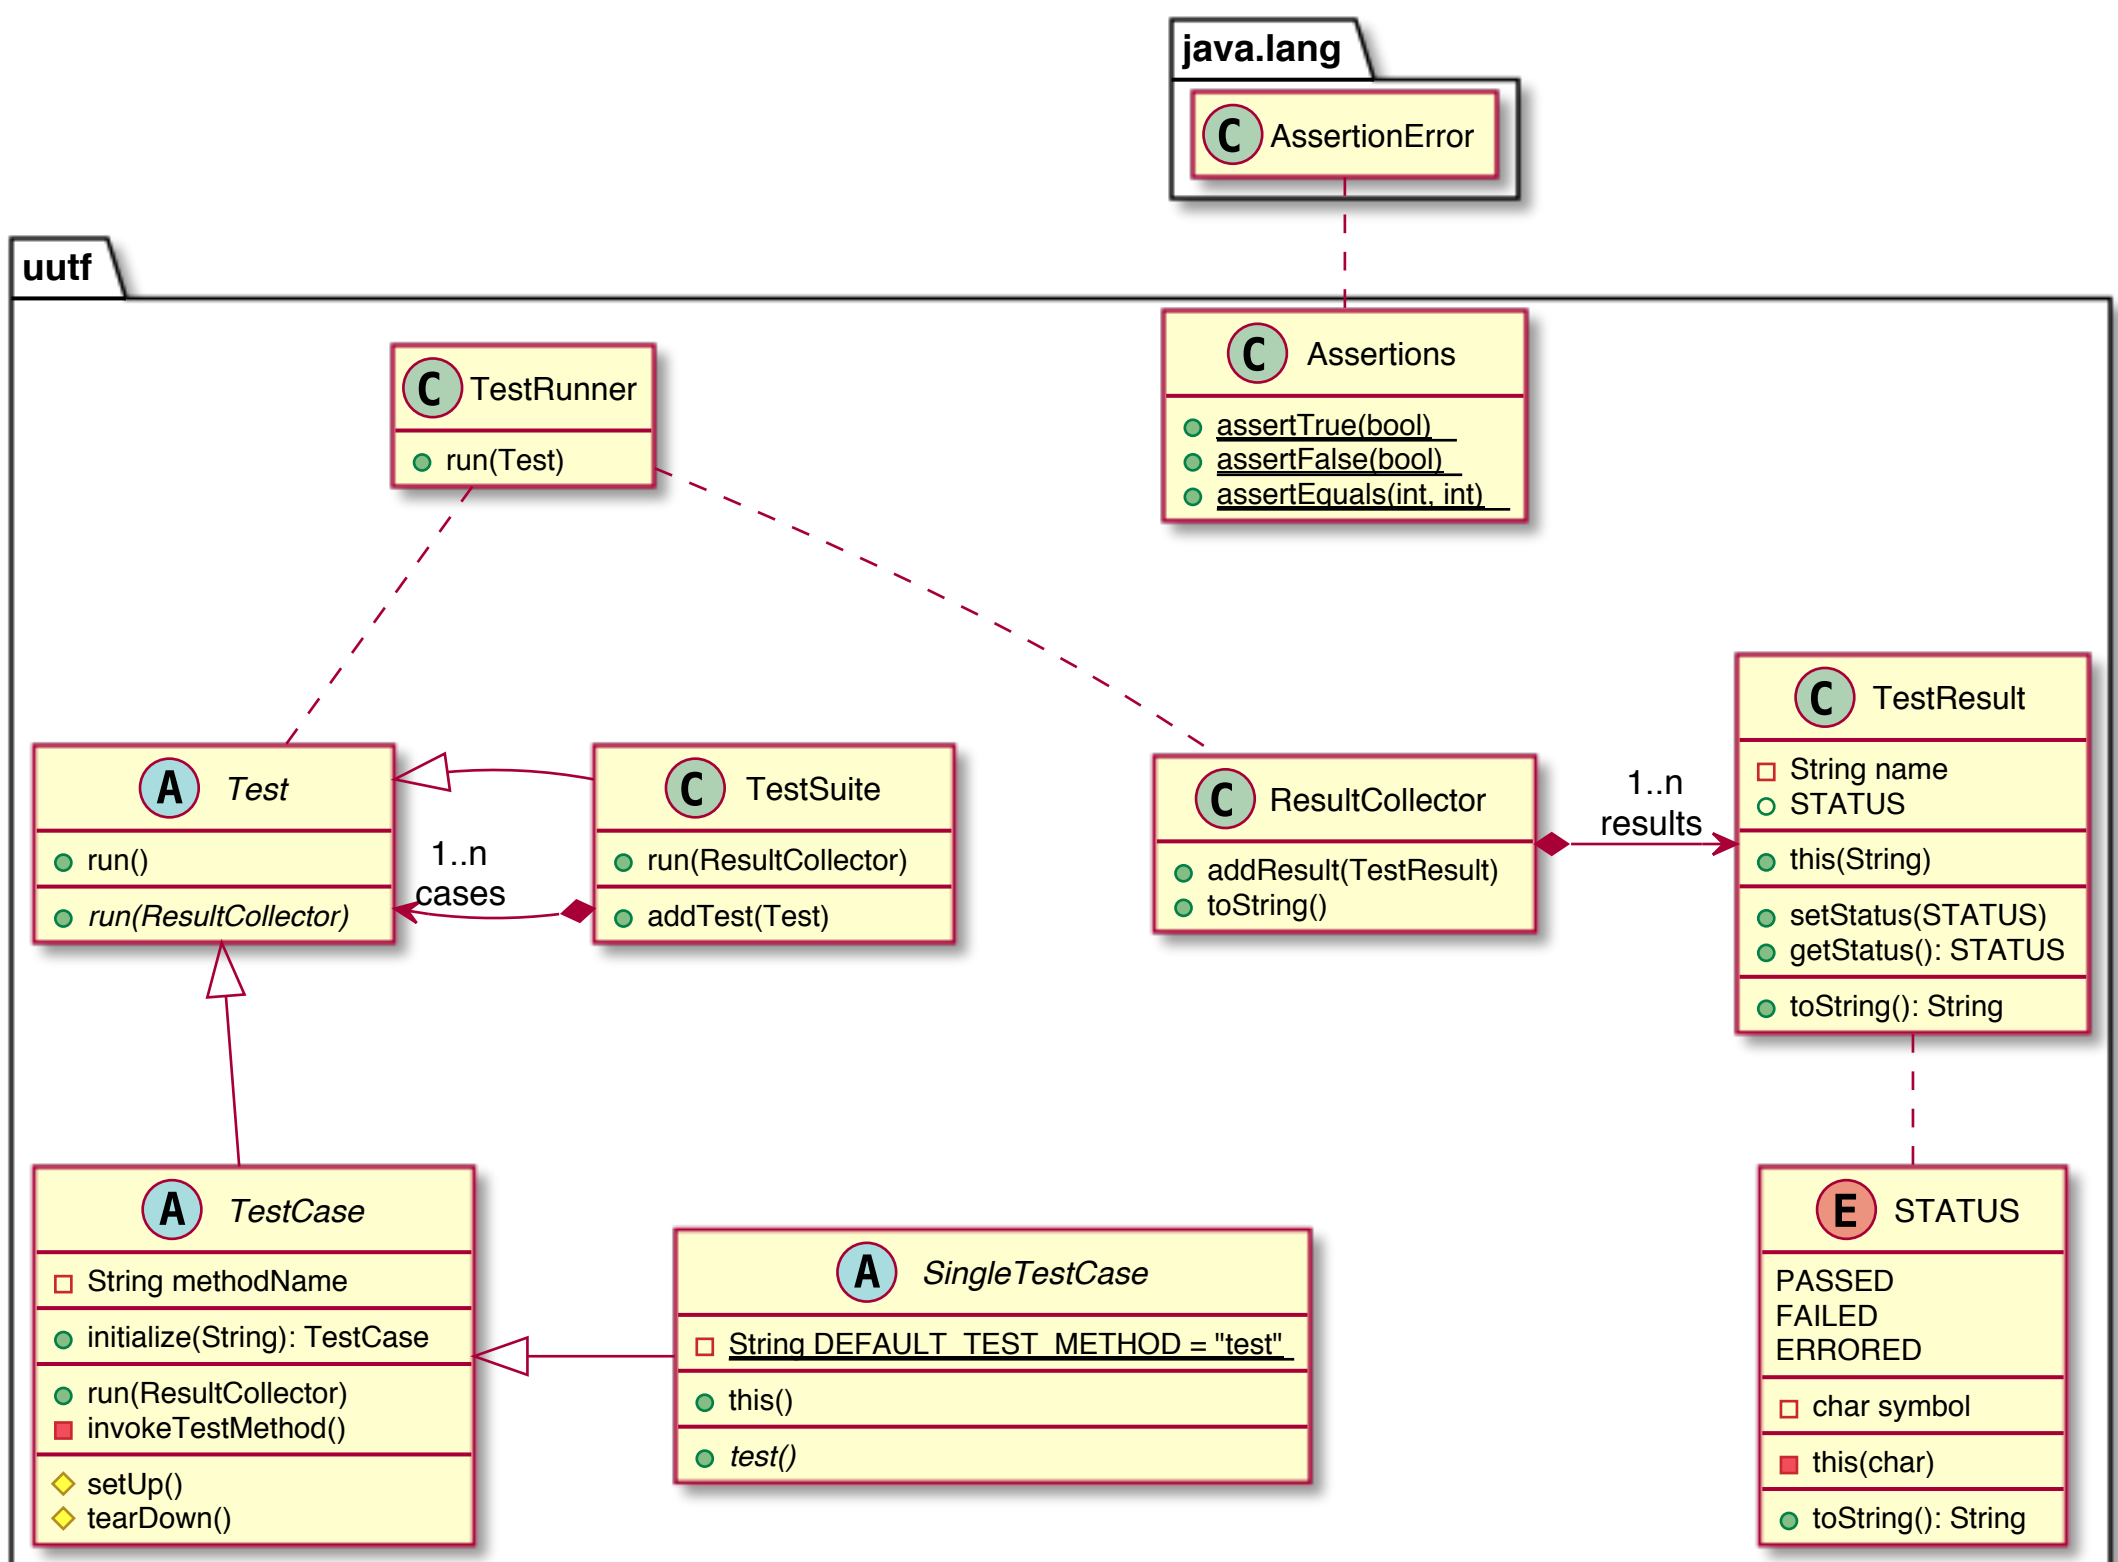 java.lang
C AssertionError
uutf
C TestRunner
run(Test)
C Assertions
assertTrue(bool)
assertFalse(bool)
assertEquals(int, int)
A Test
run()
run(ResultCollector)
1..n
cases
C TestSuite
run(ResultCollector)
addTest(Test)
C ResultCollector
addResult(TestResult)
toString()
1..n
results
C TestResult
String name
STATUS
this(String)
setStatus(STATUS)
getStatus(): STATUS
toString(): String
A TestCase
String methodName
initialize(String): TestCase
run(ResultCollector)
invokeTestMethod()
setUp()
tearDown()
A SingleTestCase
String DEFAULT_TEST_METHOD = "test"
this()
test()
E STATUS
PASSED
FAILED
ERRORED
char symbol
this(char)
toString(): String